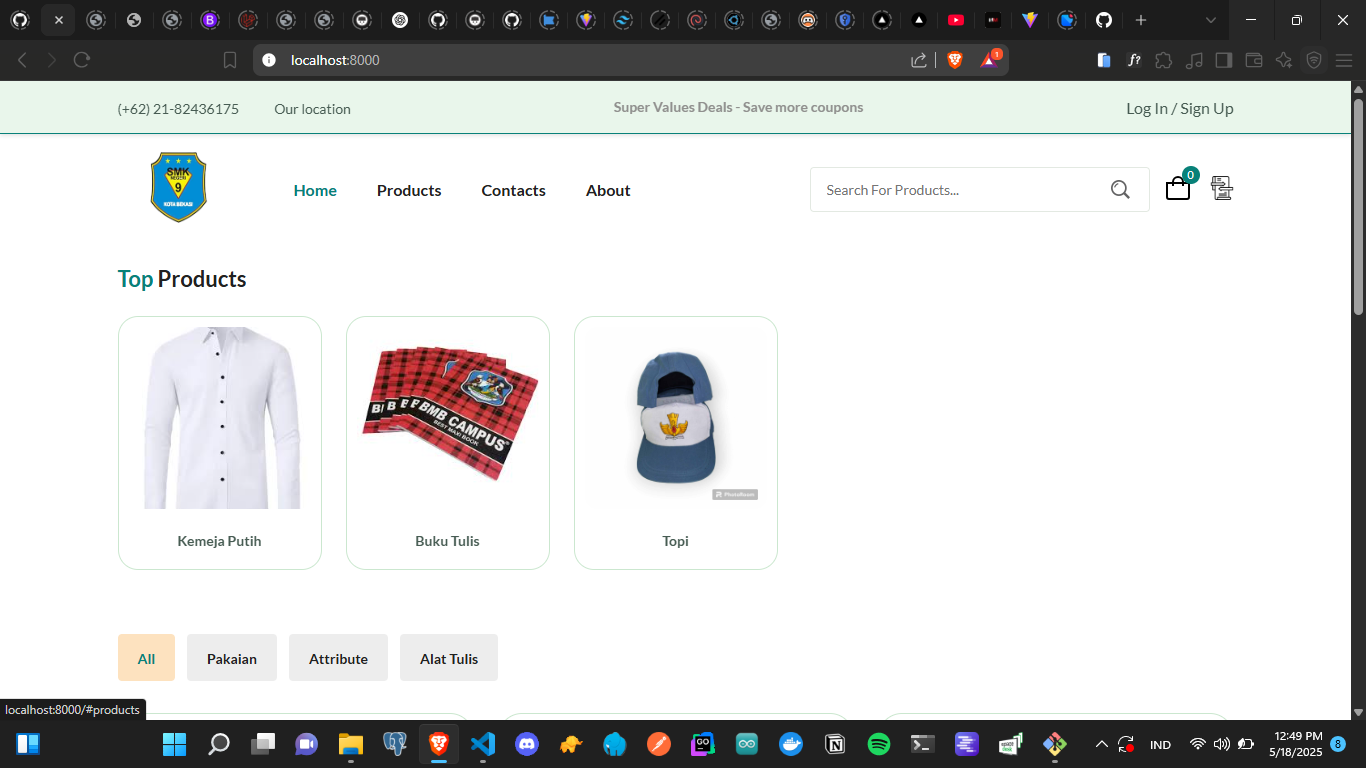 localhost:8000
1
(+62) 21-82436175
Our location
Super Values Deals - Save more coupons
Log In / Sign Up
SMK
NEGERI
9
KOTA BEKASI
Home
Products
Contacts
About
Search For Products...
0
Top Products
BMB CAMPUS
BEST MAXI BOOK
PhotoRoom
Kemeja Putih
Buku Tulis
Topi
All
Pakaian
Attribute
Alat Tulis
localhost:8000/#products
IND
12:49 PM
5/18/2025
8